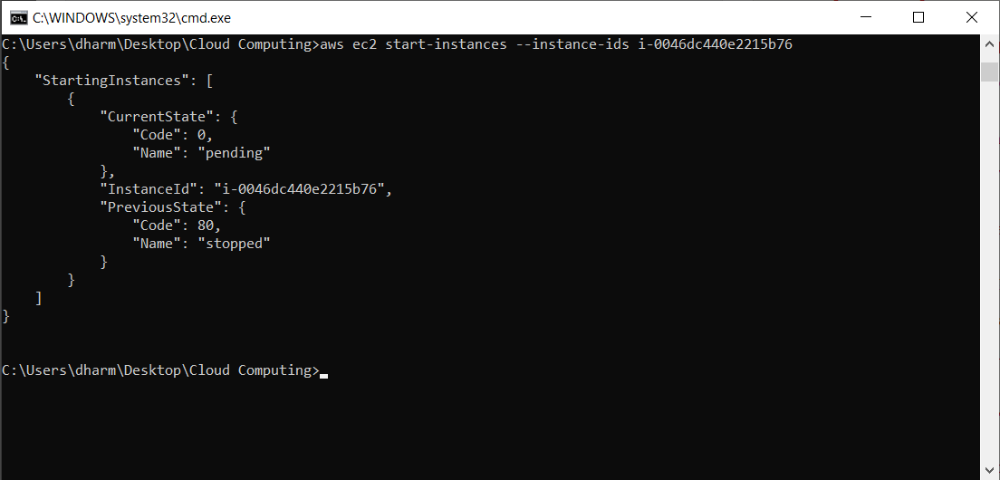 C:\WINDOWS\system32\cmd.exe
C:\Users\dharm\Desktop\Cloud Computing>aws ec2 start-instances --instance-ids i-0046dc440e2215b76
{
    "StartingInstances": [
        {
            "CurrentState": {
                "Code": 0,
                "Name": "pending"
            },
            "InstanceId": "i-0046dc440e2215b76",
            "PreviousState": {
                "Code": 80,
                "Name": "stopped"
            }
        }
    ]
}
C:\Users\dharm\Desktop\Cloud Computing>